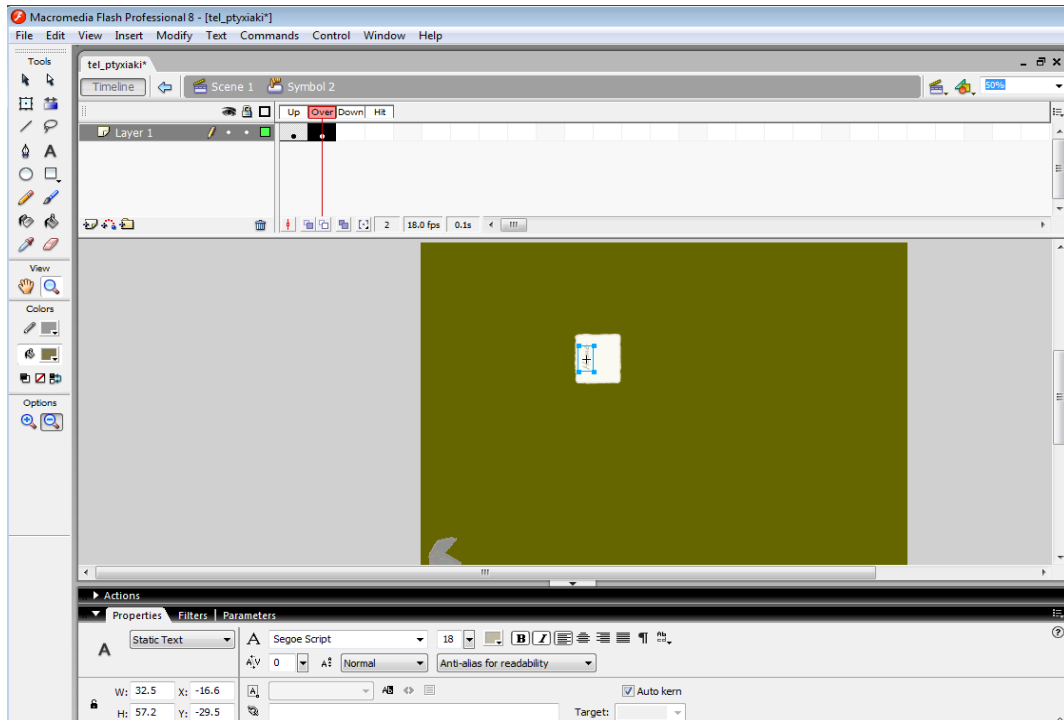 Macromedia Flash Professional 8 - [tel_ptyxiaki*]
File Edit View Insert Modify Text Commands Control Window Help
Tools
tel_ptyxiaki*
Timeline Scene 1 Symbol 2 50%
Up Over Down Hit
Layer 1
2 18.0 fps 0.1s
View
Colors
Options
Actions
Properties Filters Parameters
A Static Text A Segoe Script 18 B I
A V 0 A Normal Anti-alias for readability
W: 32.5 X: -16.6 Auto kern
H: 57.2 Y: -29.5 Target: